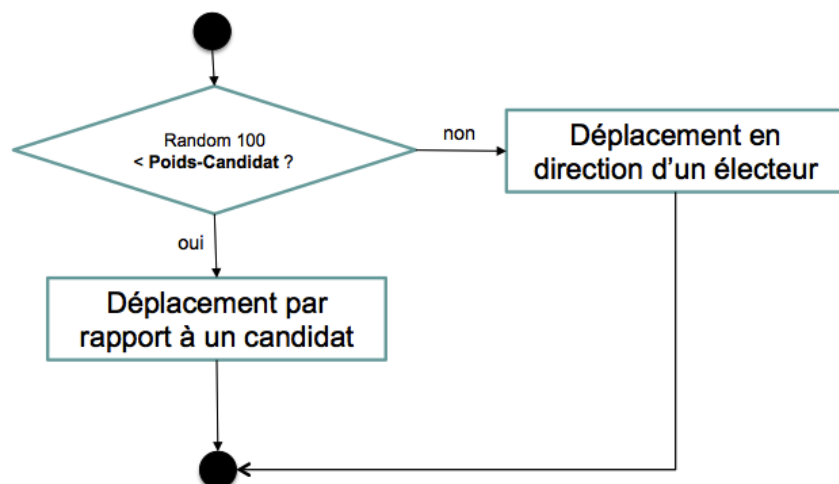 Random 100
< Poids-Candidat ?
non
Déplacement en
direction d'un électeur
oui
Déplacement par
rapport à un candidat